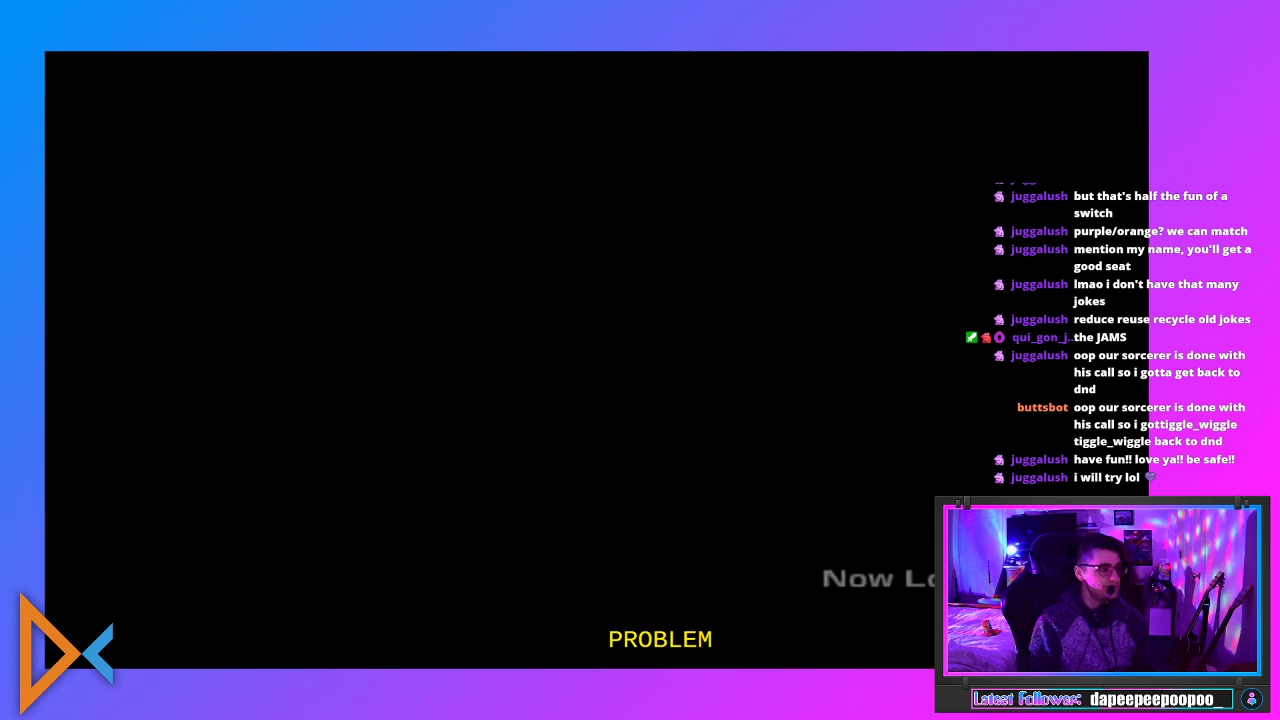 juggalush but that's half the fun of a
switch
juggalush purple/orange? we can match
juggalush mention my name, you'll get a
good seat
juggalush lmao i don't have that many
jokes
juggalush reduce reuse recycle old jokes
qui_gon_j.. the JAMS
juggalush oop our sorcerer is done with
his call so i gotta get back to
dnd
buttsbot oop our sorcerer is done with
his call so i gottiggle_wiggle
tiggle_wiggle back to dnd
juggalush have fun!! love ya!! be safe!!
juggalush i will try lol
Now Lo
PROBLEM
Latest Follower: dapeepeepoopoo_